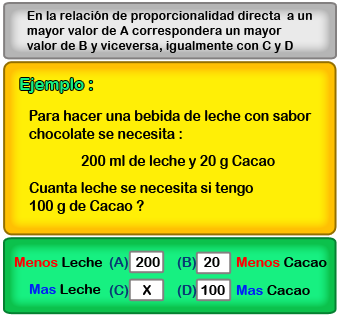 En la relación de proporcionalidad directa a un
mayor valor de A correspondera un mayor
valor de B y viceversa, igualmente con C y D
Ejemplo :
Para hacer una bebida de leche con sabor
chocolate se necesita :
200 ml de leche y 20 g Cacao
Cuanta leche se necesita si tengo
100 g de Cacao ?
Menos Leche (A) 200 (B) 20 Menos Cacao
Mas Leche (C) X (D) 100 Mas Cacao